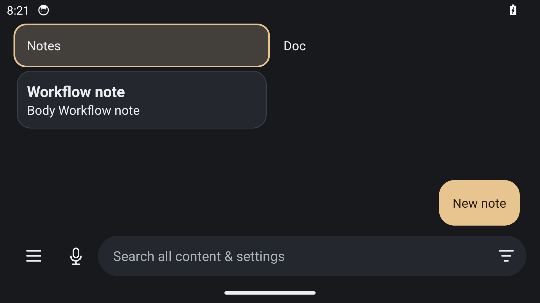 8:21
Notes
Doc
Workflow note
Body Workflow note
New note
Search all content & settings